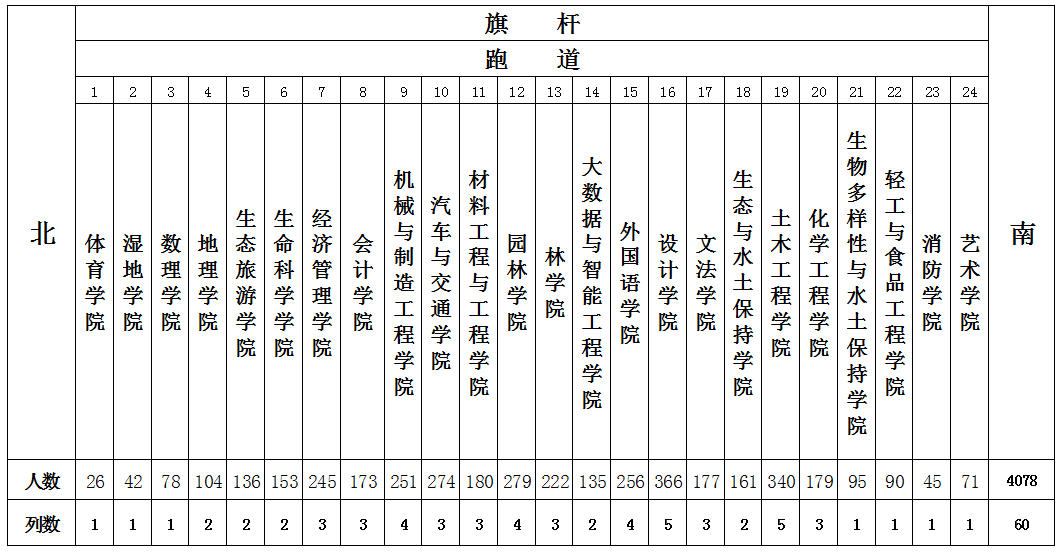 旗 杆
跑 道
1 2 3 4 5 6 7 8 9 10 11 12 13 14 15 16 17 18 19 20 21 22 23 24
北
体育学院
湿地学院
数理学院
地理学院
生态旅游学院
生命科学学院
经济管理学院
会计学院
机械与制造工程学院
汽车与交通学院
材料工程与工程学院
园林学院
林学院
大数据与智能工程学院
外国语学院
设计学院
文法学院
生态与水土保持学院
土木工程学院
化学工程学院
生物多样性与水土保持学院
轻工与食品工程学院
消防学院
艺术学院
南
人数 26 42 78 104 136 153 245 173 251 274 180 279 222 135 256 366 177 161 340 179 95 90 45 71 4078
列数 1 1 1 2 2 2 3 3 4 3 3 4 3 2 4 5 3 2 5 3 1 1 1 1 60